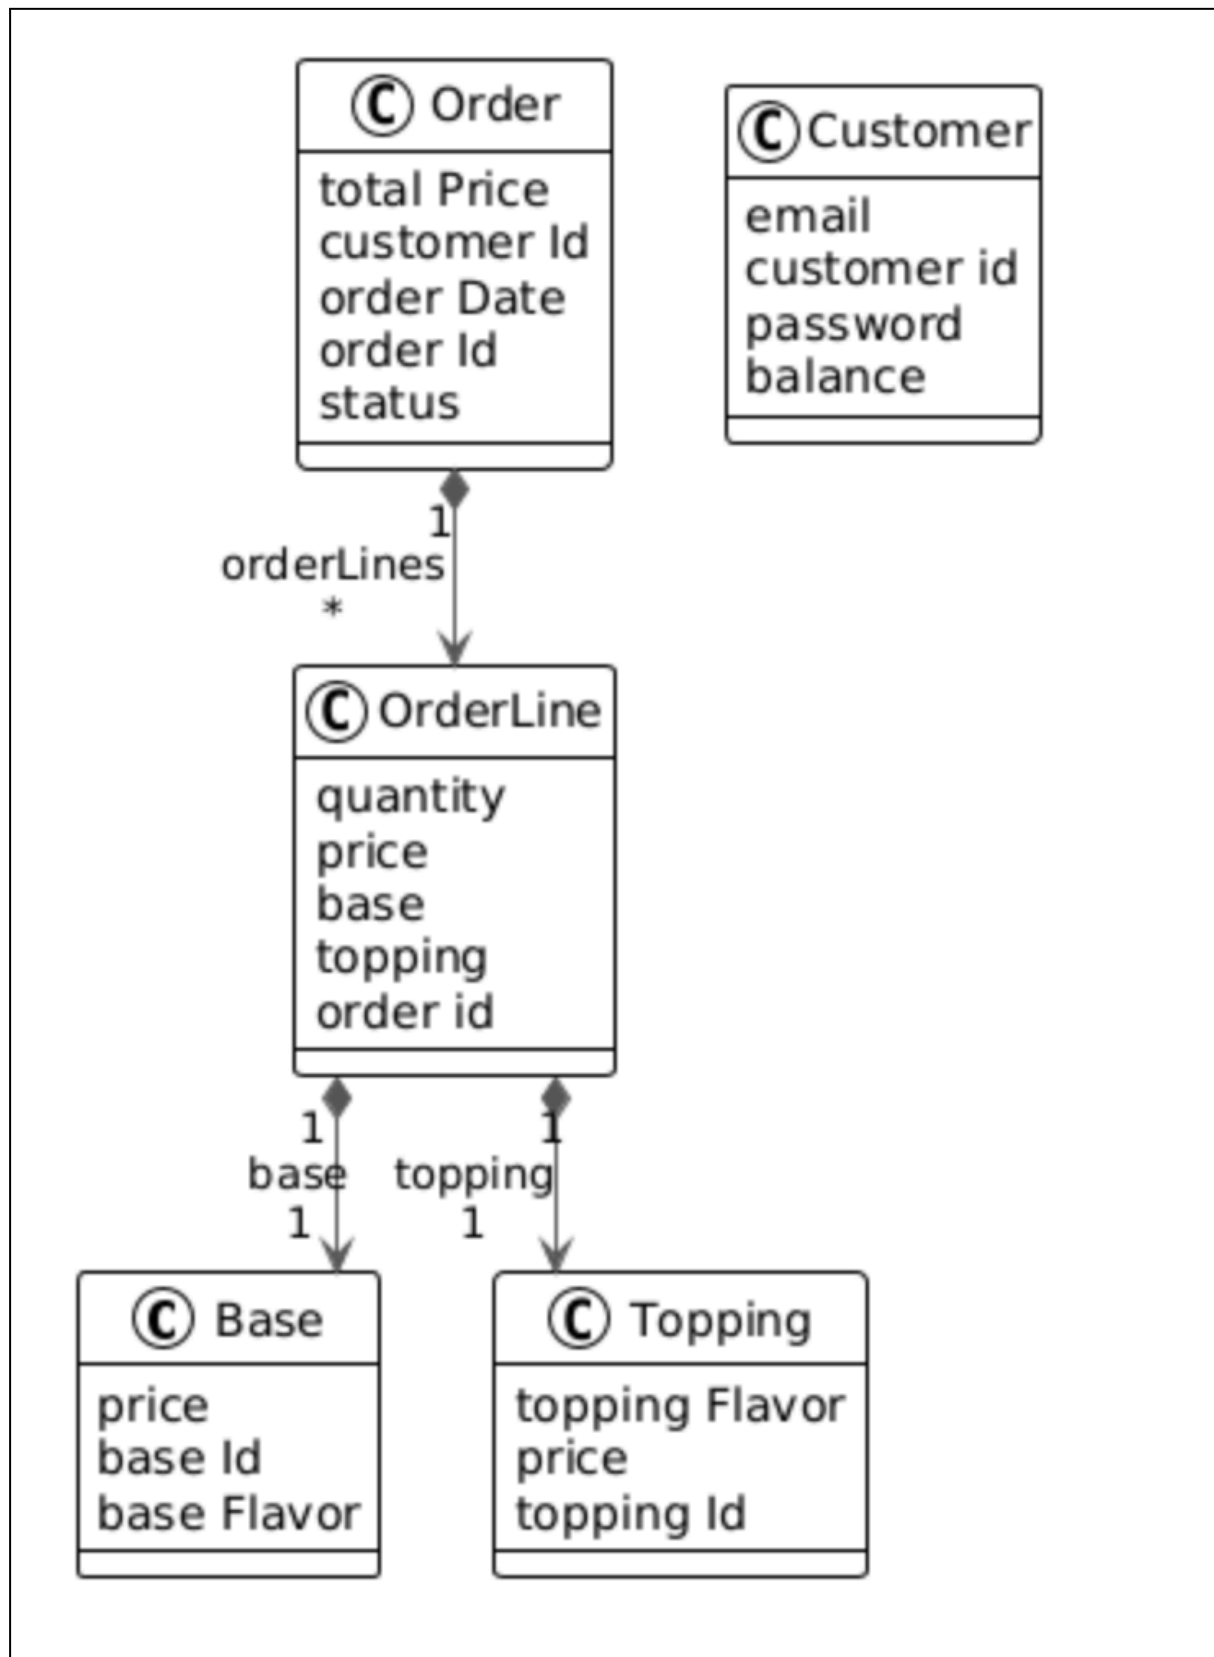 C Order
total Price
customer Id
order Date
order Id
status
C Customer
email
customer id
password
balance
1
orderLines
*
C OrderLine
quantity
price
base
topping
order id
1
base
1
1
topping
1
C Base
price
base Id
base Flavor
C Topping
topping Flavor
price
topping Id